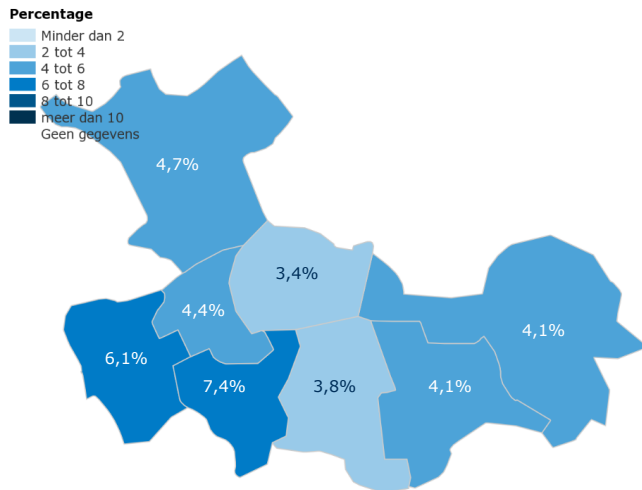 Percentage
Minder dan 2
2 tot 4
4 tot 6
6 tot 8
8 tot 10
meer dan 10
Geen gegevens
4,7%
3,4%
4,4%
4,1%
6,1%
7,4%
3,8%
4,1%